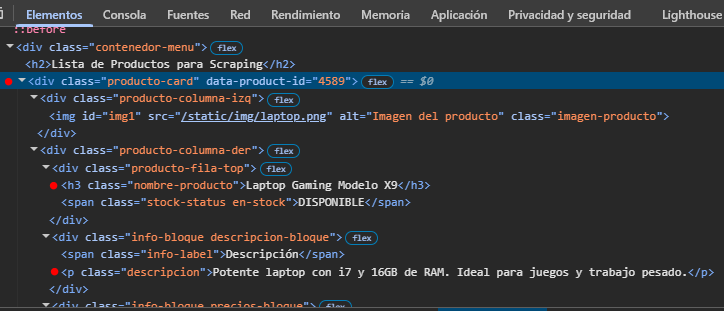 Elementos Consola Fuentes Red Rendimiento Memoria Aplicación Privacidad y seguridad Lighthouse
::before
<div class="contenedor-menu"> flex
<h2>Lista de Productos para Scraping</h2>
<div class="producto-card" data-product-id="4589"> flex == $0
<div class="producto-columna-izq"> flex
<img id="img1" src="/static/img/laptop.png" alt="Imagen del producto" class="imagen-producto">
</div>
<div class="producto-columna-der"> flex
<div class="producto-fila-top"> flex
<h3 class="nombre-producto">Laptop Gaming Modelo X9</h3>
<span class="stock-status en-stock">DISPONIBLE</span>
</div>
<div class="info-bloque descripcion-bloque"> flex
<span class="info-label">Descripción</span>
<p class="descripcion">Potente laptop con i7 y 16GB de RAM. Ideal para juegos y trabajo pesado.</p>
</div>
<div class="info-bloque precios-bloque"> flex